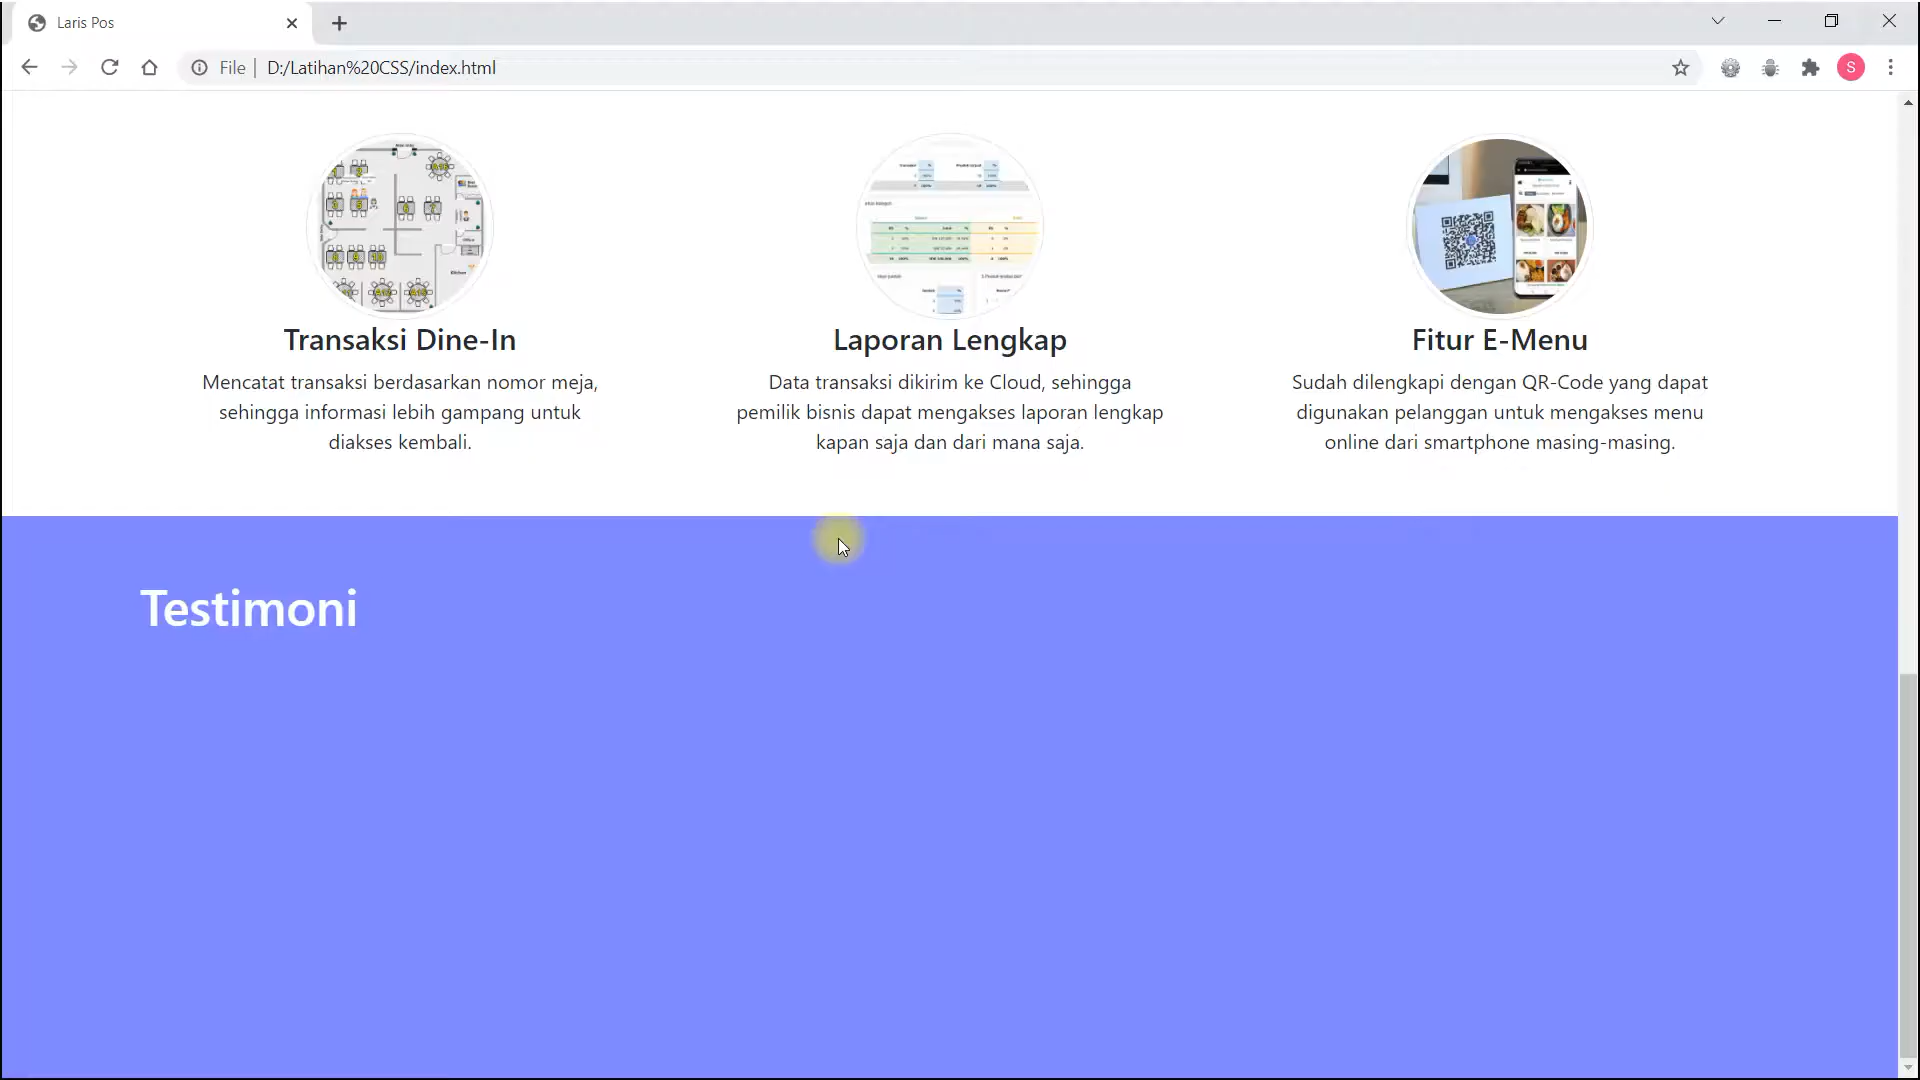 Laris Pos
File
D:/Latihan%20CSS/index.html
S
Transaksi Dine-In
Mencatat transaksi berdasarkan nomor meja,
sehingga informasi lebih gampang untuk
diakses kembali.
Laporan Lengkap
Data transaksi dikirim ke Cloud, sehingga
pemilik bisnis dapat mengakses laporan lengkap
kapan saja dan dari mana saja.
Fitur E-Menu
Sudah dilengkapi dengan QR-Code yang dapat
digunakan pelanggan untuk mengakses menu
online dari smartphone masing-masing.
Testimoni